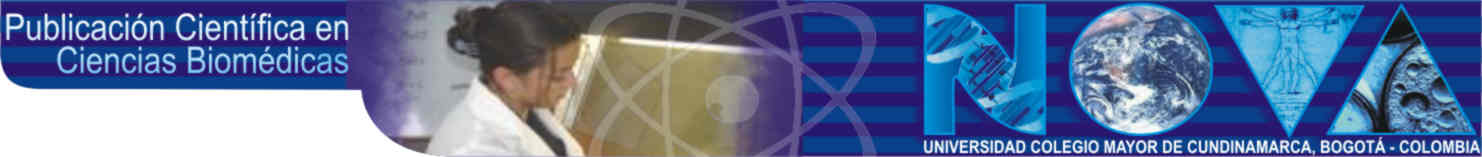 Publicación Científica en
Ciencias Biomédicas
NOVA
UNIVERSIDAD COLEGIO MAYOR DE CUNDINAMARCA, BOGOTÁ - COLOMBIA